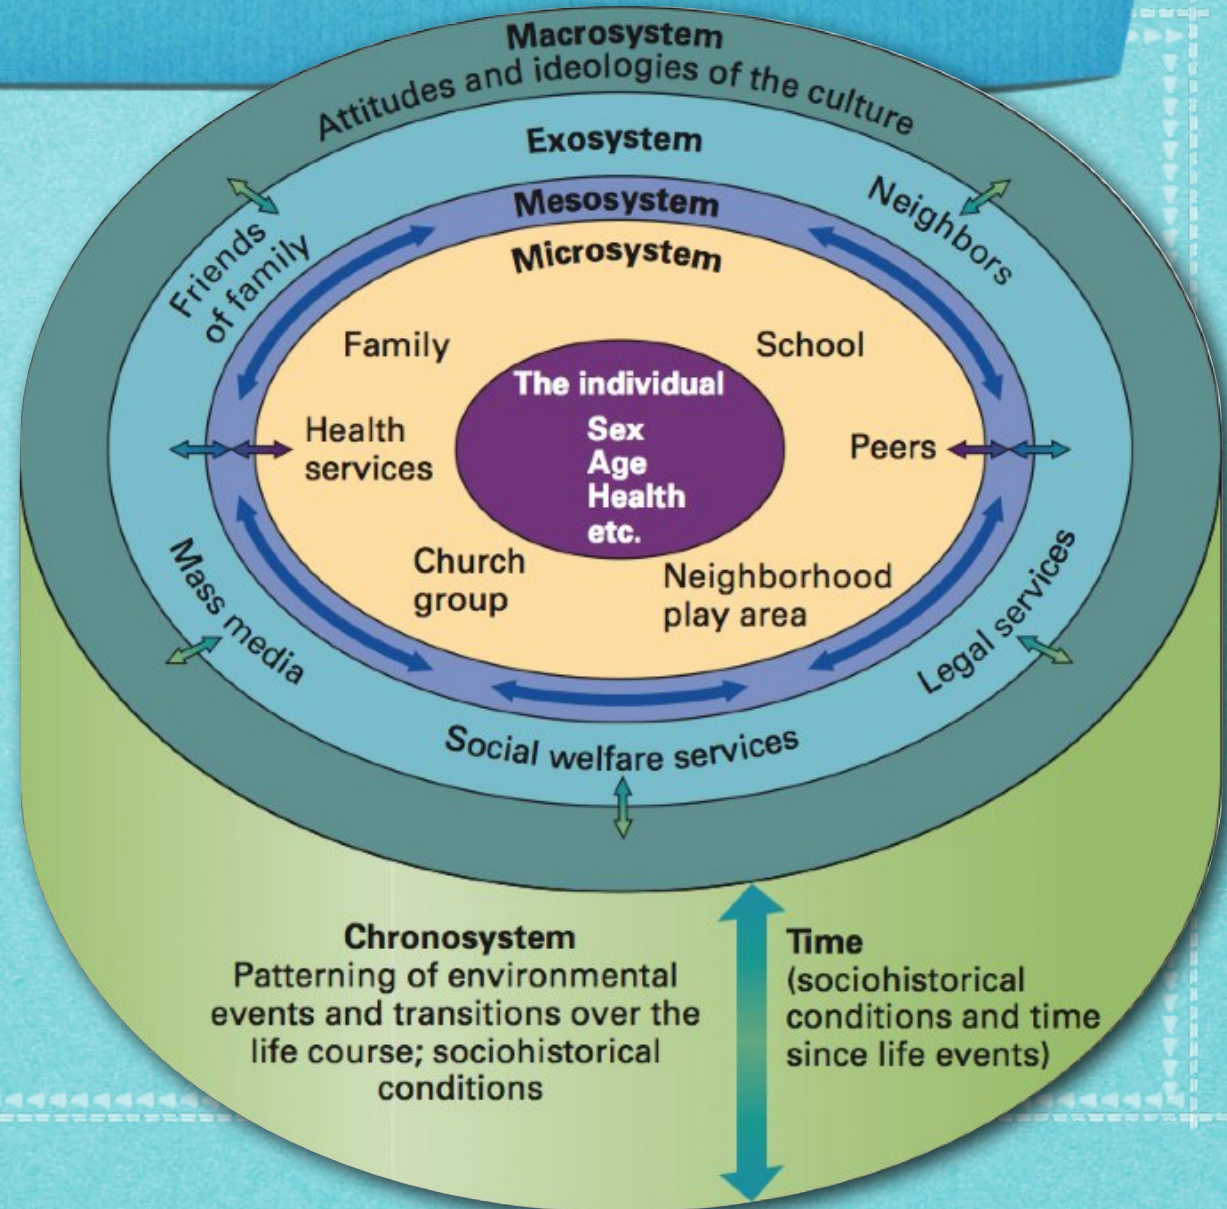 Macrosystem
Attitudes and ideologies of the culture
Exosystem
Mesosystem
Microsystem
Friends
of family
Neighbors
Family
School
Health
services
Peers
The individual
Sex
Age
Health
etc.
Church
group
Neighborhood
play area
Mass media
Legal services
Social welfare services
Chronosystem
Patterning of environmental
events and transitions over the
life course; sociohistorical
conditions
Time
(sociohistorical
conditions and time
since life events)